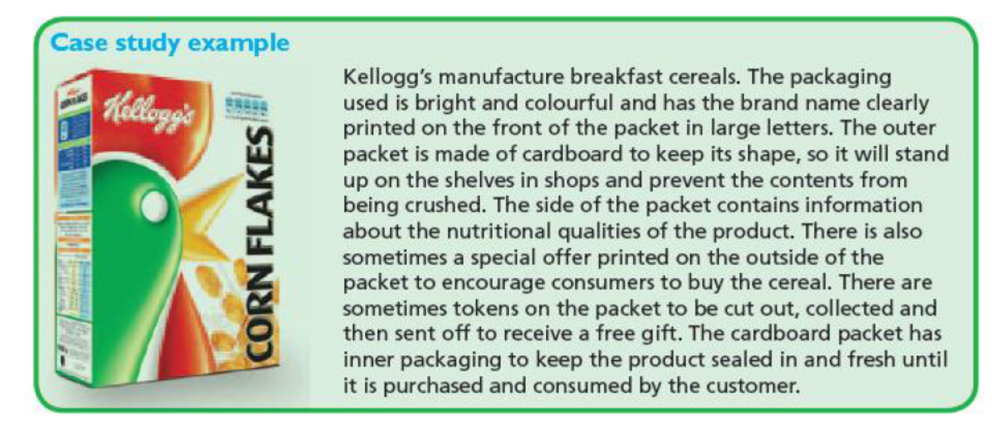 Case study example
Kellogg's manufacture breakfast cereals. The packaging
used is bright and colourful and has the brand name clearly
printed on the front of the packet in large letters. The outer
packet is made of cardboard to keep its shape, so it will stand
up on the shelves in shops and prevent the contents from
being crushed. The side of the packet contains information
about the nutritional qualities of the product. There is also
sometimes a special offer printed on the outside of the
packet to encourage consumers to buy the cereal. There are
sometimes tokens on the packet to be cut out, collected and
then sent off to receive a free gift. The cardboard packet has
inner packaging to keep the product sealed in and fresh until
it is purchased and consumed by the customer.
Kellogg's
CORN FLAKES
CORN FLAKES